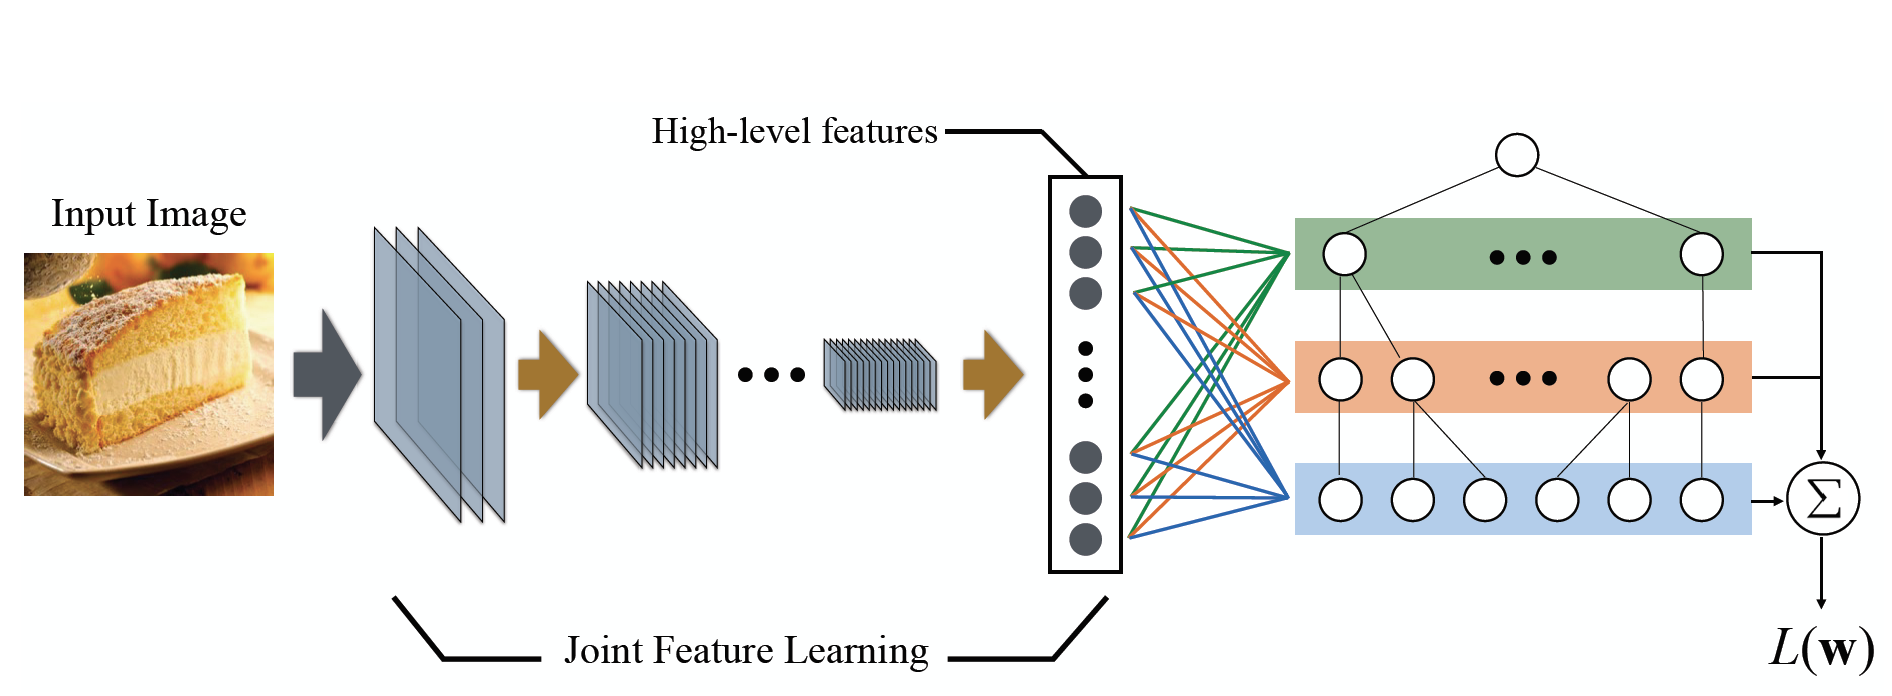 High-level features
Input Image
Σ
Joint Feature Learning
L(w)